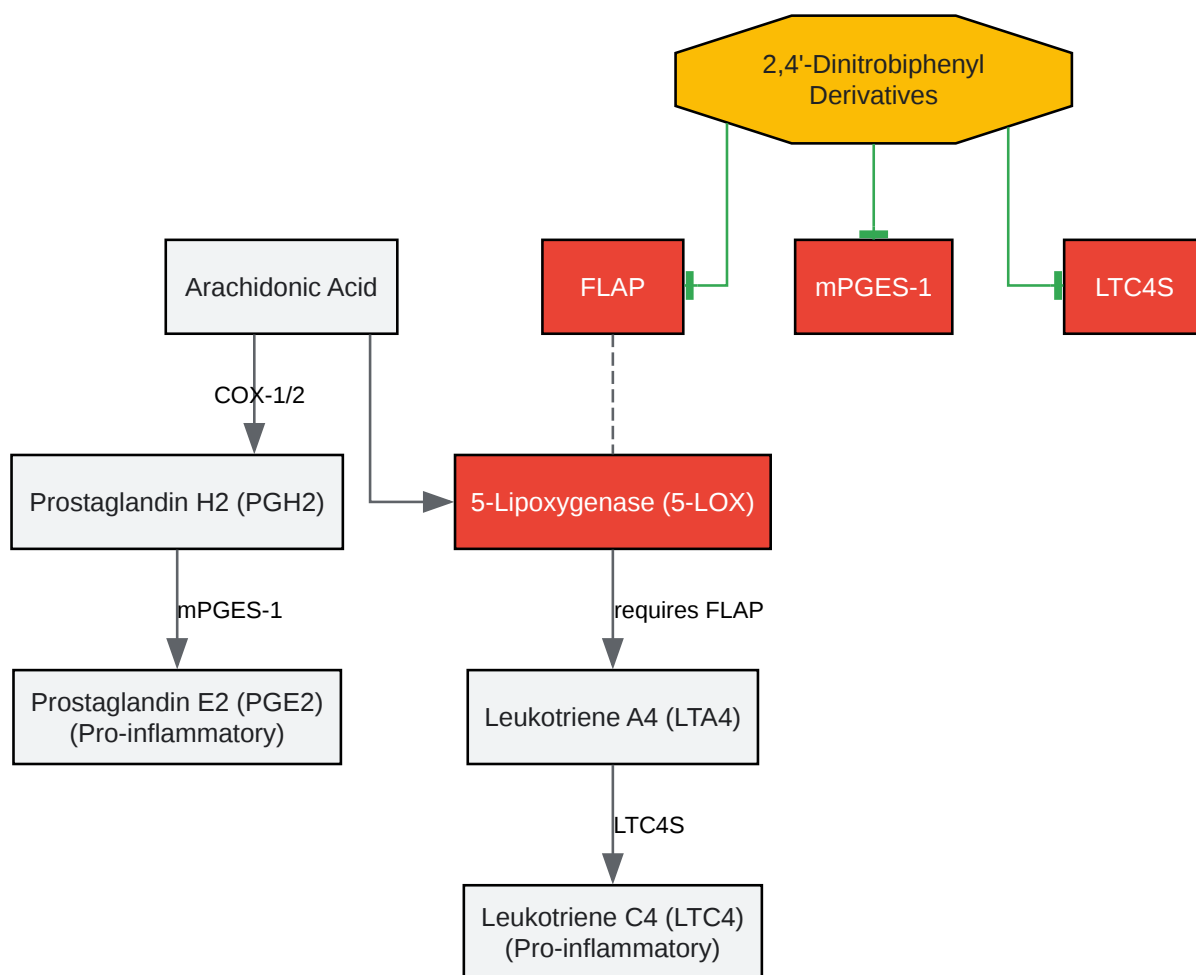 2,4'-Dinitrobiphenyl
Derivatives
Arachidonic Acid
FLAP
mPGES-1
LTC4S
COX-1/2
Prostaglandin H2 (PGH2)
5-Lipoxygenase (5-LOX)
mPGES-1
requires FLAP
Prostaglandin E2 (PGE2)
(Pro-inflammatory)
Leukotriene A4 (LTA4)
LTC4S
Leukotriene C4 (LTC4)
(Pro-inflammatory)